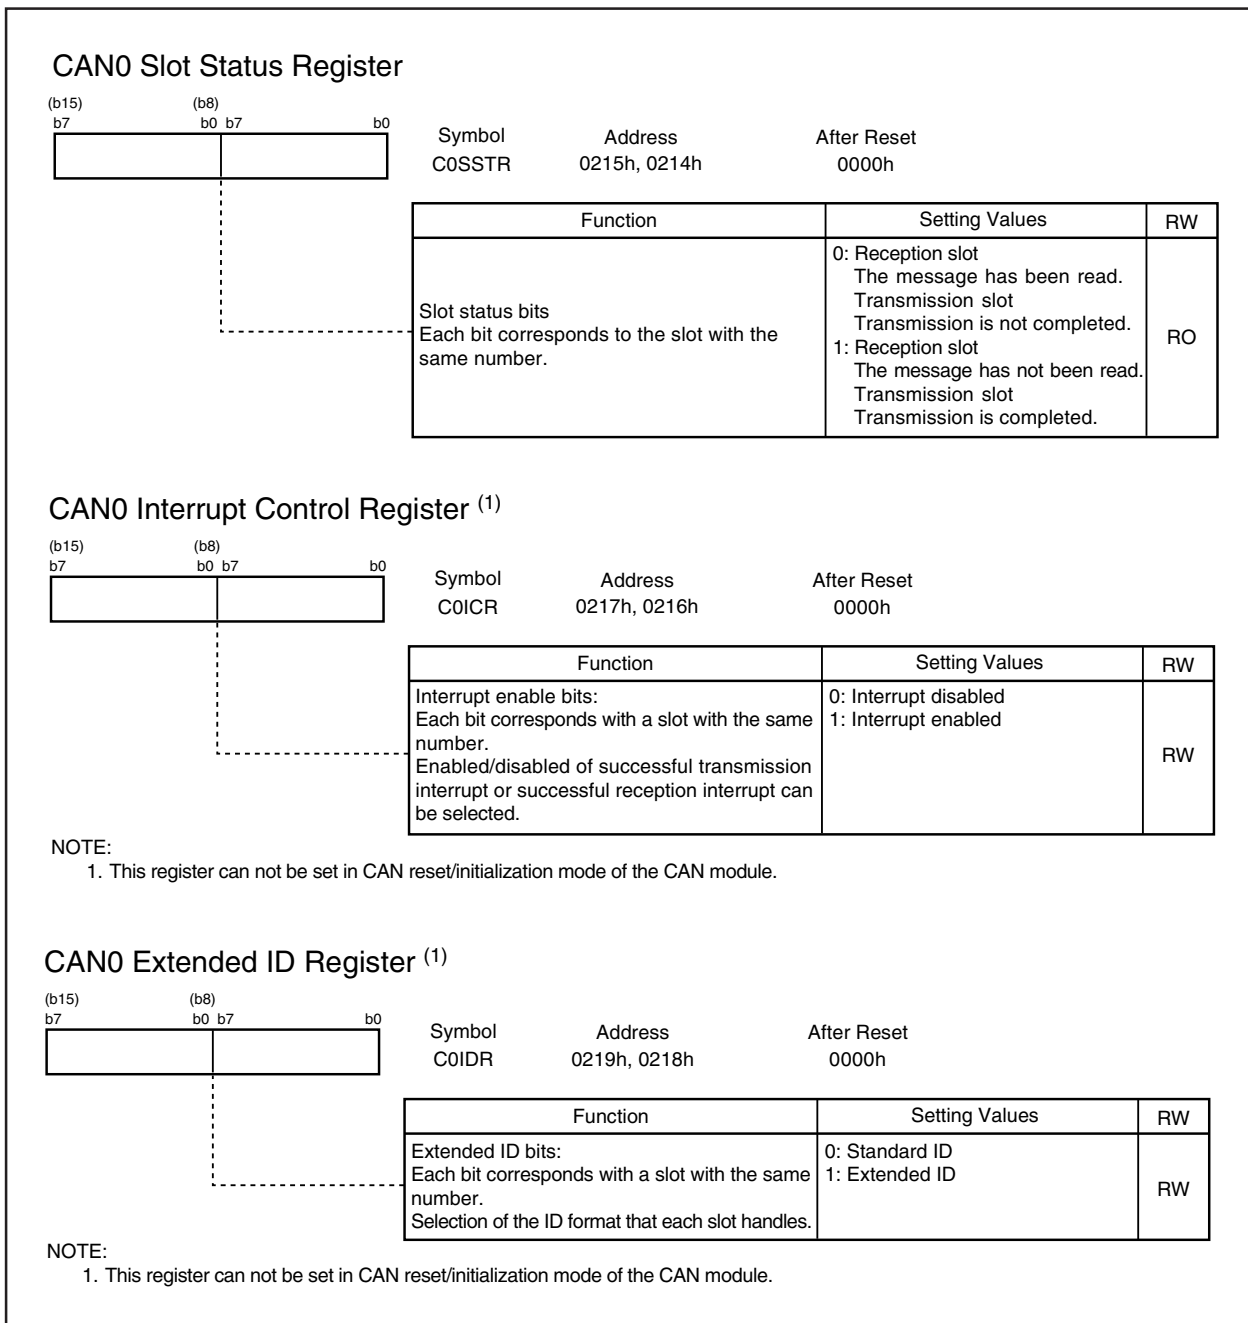 CAN0 Slot Status Register
(b15) (b8)
b7 b0 b7 b0
Symbol Address After Reset
C0SSTR 0215h, 0214h 0000h
Function Setting Values RW
Slot status bits
Each bit corresponds to the slot with the
same number.
0: Reception slot
The message has been read.
Transmission slot
Transmission is not completed.
1: Reception slot
The message has not been read.
Transmission slot
Transmission is completed.
RO
CAN0 Interrupt Control Register (1)
(b15) (b8)
b7 b0 b7 b0
Symbol Address After Reset
C0ICR 0217h, 0216h 0000h
Function Setting Values RW
Interrupt enable bits:
Each bit corresponds with a slot with the same
number.
Enabled/disabled of successful transmission
interrupt or successful reception interrupt can
be selected.
0: Interrupt disabled
1: Interrupt enabled
RW
NOTE:
1. This register can not be set in CAN reset/initialization mode of the CAN module.
CAN0 Extended ID Register (1)
(b15) (b8)
b7 b0 b7 b0
Symbol Address After Reset
C0IDR 0219h, 0218h 0000h
Function Setting Values RW
Extended ID bits:
Each bit corresponds with a slot with the same
number.
Selection of the ID format that each slot handles.
0: Standard ID
1: Extended ID
RW
NOTE:
1. This register can not be set in CAN reset/initialization mode of the CAN module.